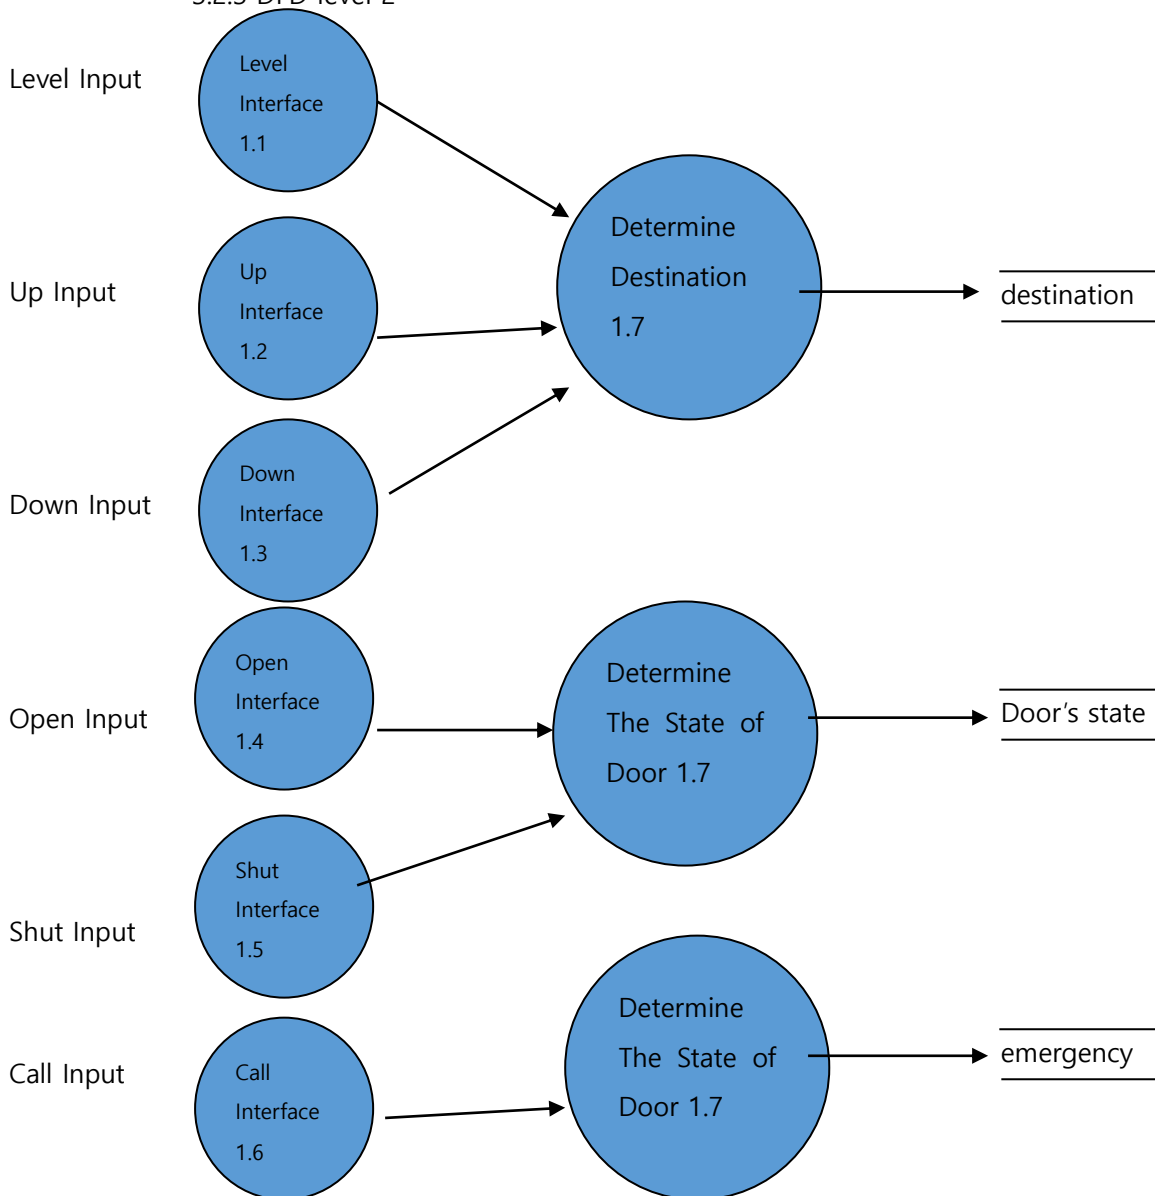 Level Input
Level
Interface
1.1
Up Input
Up
Interface
1.2
Determine
Destination
1.7
destination
Down Input
Down
Interface
1.3
Open Input
Open
Interface
1.4
Determine
The State of
Door 1.7
Door's state
Shut Input
Shut
Interface
1.5
Call Input
Call
Interface
1.6
Determine
The State of
Door 1.7
emergency